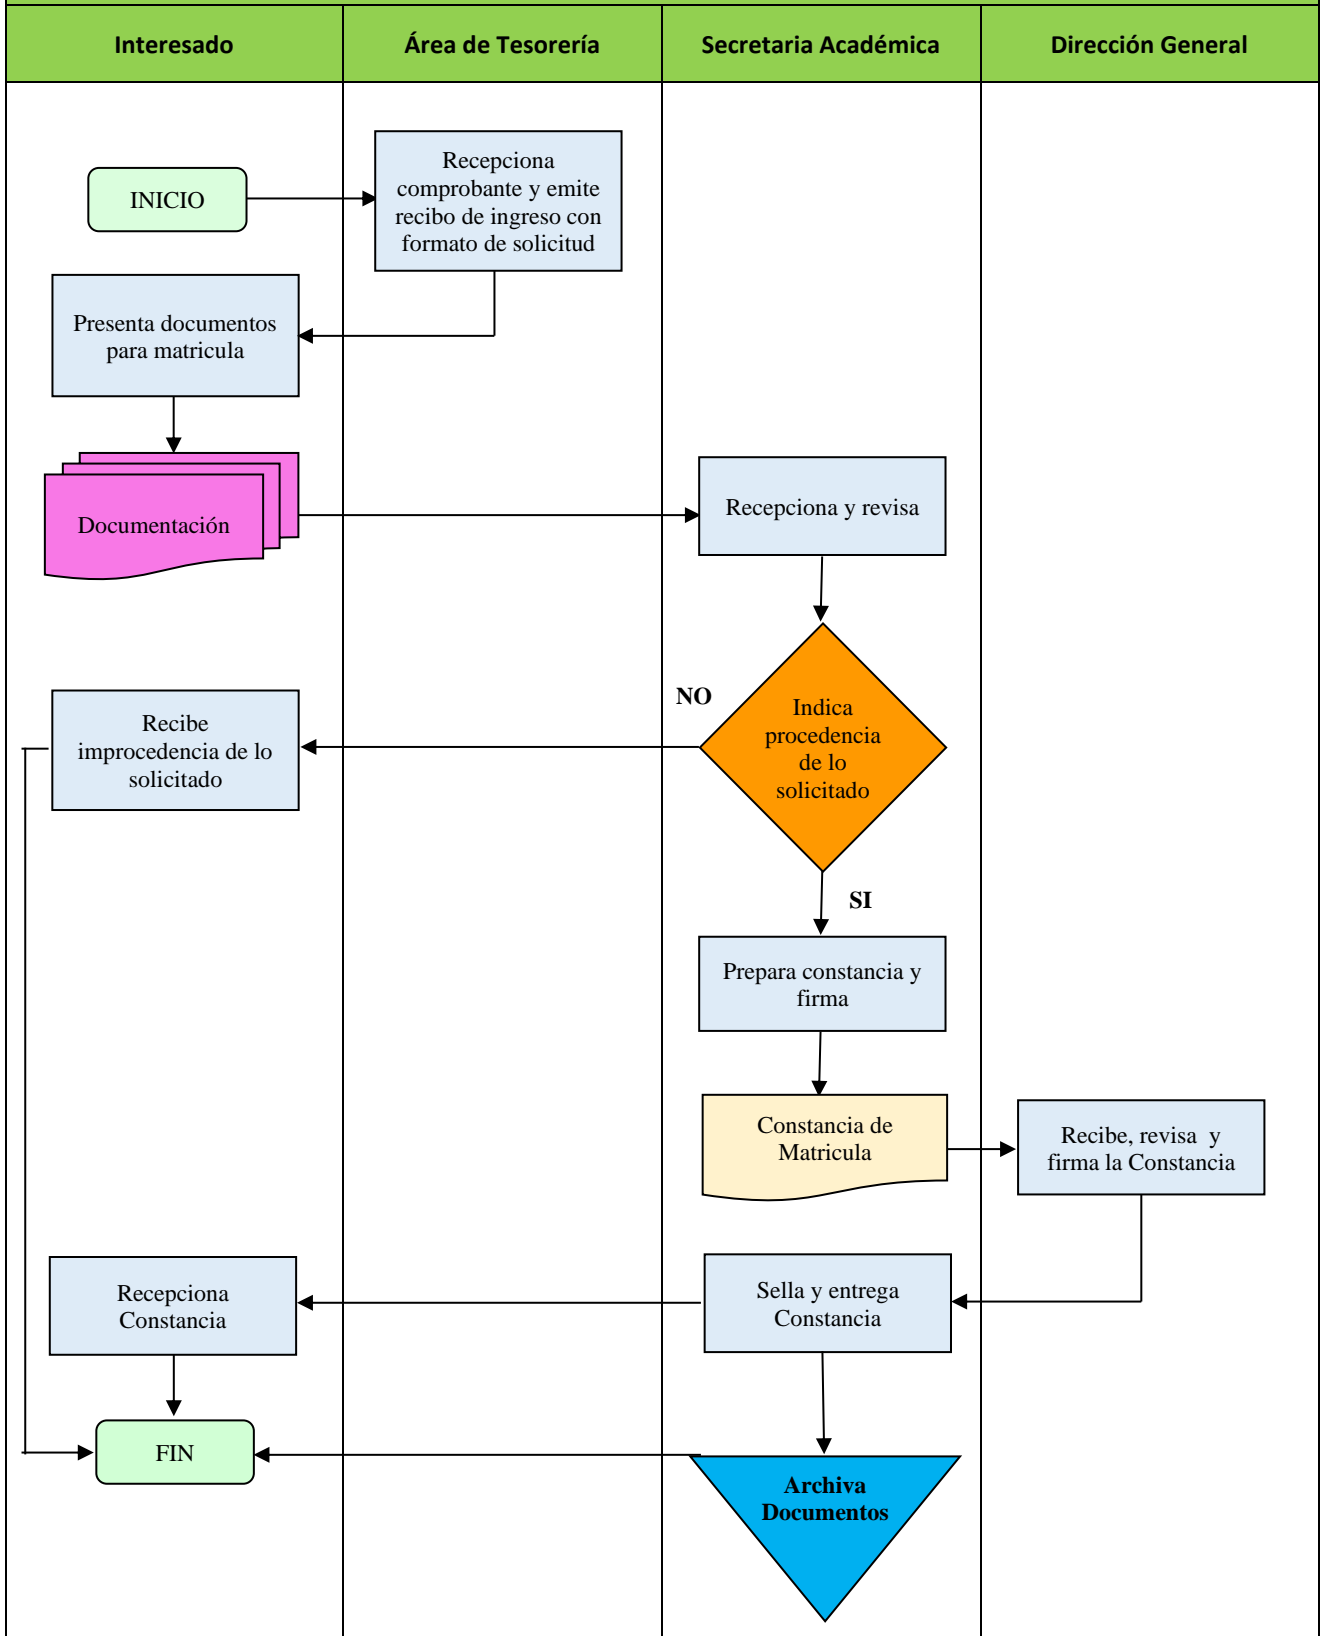 Interesado
Área de Tesorería
Secretaria Académica
Dirección General
INICIO
Recepciona
comprobante y emite
recibo de ingreso con
formato de solicitud
Presenta documentos
para matricula
Documentación
Recepciona y revisa
NO
Indica
procedencia
de lo
solicitado
Recibe
improcedencia de lo
solicitado
SI
Prepara constancia y
firma
Constancia de
Matricula
Recibe, revisa y
firma la Constancia
Sella y entrega
Constancia
Recepciona
Constancia
FIN
Archiva
Documentos